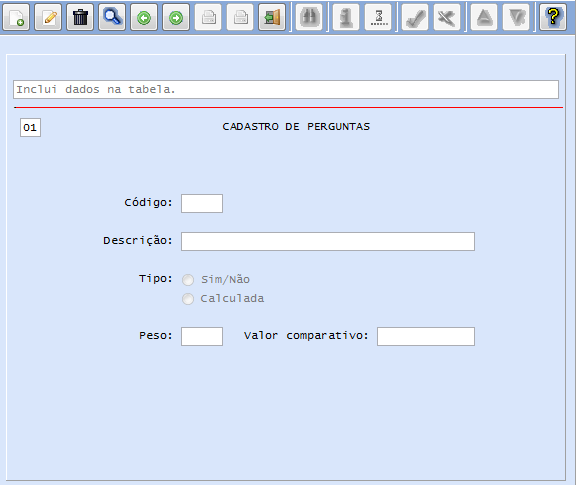 Inclui dados na tabela.
01 CADASTRO DE PERGUNTAS
Código:
Descrição:
Tipo: Sim/Não
Calculada
Peso: Valor comparativo: